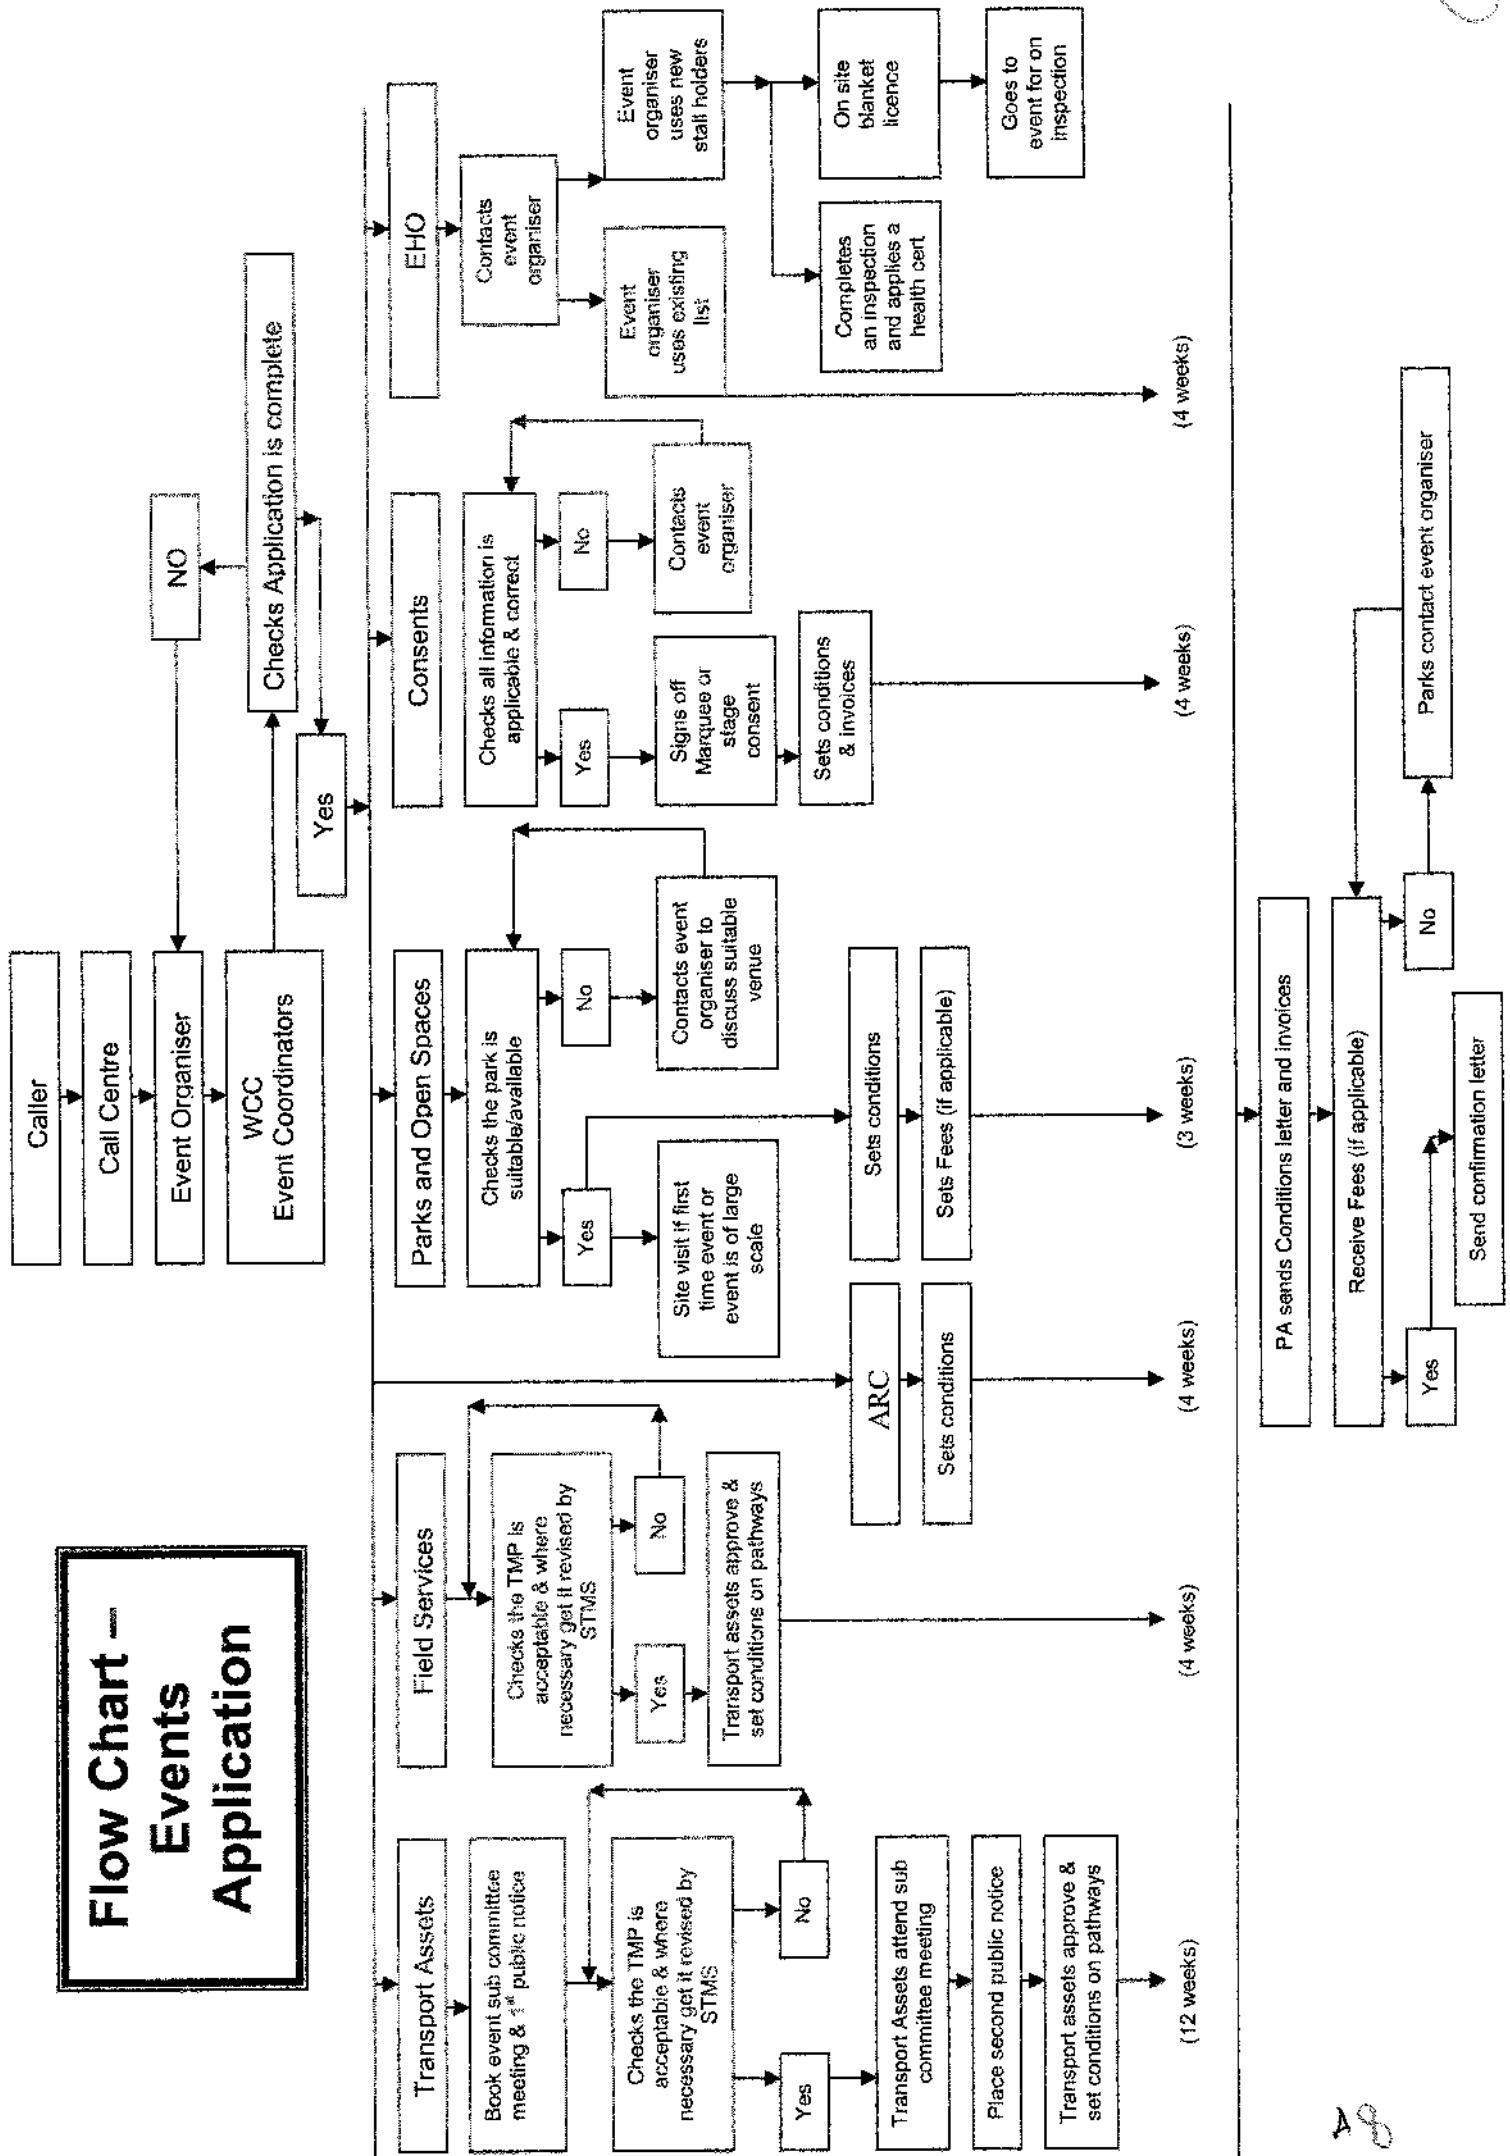 Flow Chart –
Events
Application
Caller
Call Centre
Event Organiser
WCC
Event Coordinators
NO
Checks Application is complete
Yes
Transport Assets
Book event sub committee
meeting & 1st public notice
Checks the TMP is
acceptable & where
necessary get it revised by
STMS
Yes
No
Transport Assets attend sub
committee meeting
Place second public notice
Transport assets approve &
set conditions on pathways
(12 weeks)
Field Services
Checks the TMP is
acceptable & where
necessary get it revised by
STMS
Yes
No
Transport assets approve &
set conditions on pathways
(4 weeks)
ARC
Sets conditions
(4 weeks)
Parks and Open Spaces
Checks the park is
suitable/available
Yes
No
Site visit if first
time event or
event is of large
scale
Contacts event
organiser to
discuss suitable
venue
Sets conditions
Sets Fees (if applicable)
(3 weeks)
Consents
Checks all information is
applicable & correct
Yes
No
Signs off
Marquee or
stage
consent
Contacts
event
organiser
Sets conditions
& invoices
(4 weeks)
EHO
Contacts
event
organiser
Event
organiser
uses existing
list
Event
organiser
uses new
stall holders
Completes
an inspection
and applies a
health cert
On site
blanket
licence
Goes to
event for on
inspection
(4 weeks)
PA sends Conditions letter and invoices
Receive Fees (if applicable)
Yes
No
Send confirmation letter
Parks contact event organiser
A8